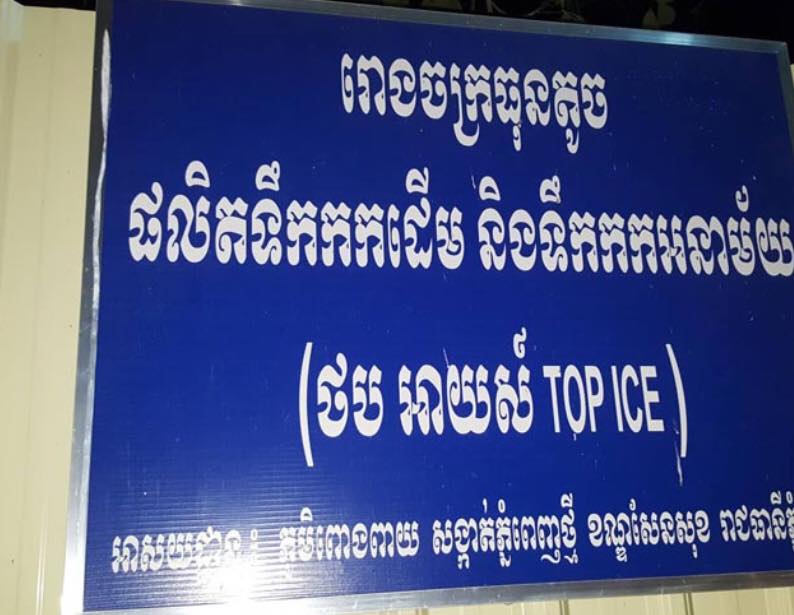 រោងចក្រធុនតូច
ផលិតទឹកកកដើម និងទឹកកកអនាម័យ
(ថប អាយស៍ TOP ICE )
អាសយដ្ឋាន ៖ ភូមិពោងពាយ សង្កាត់ភ្នំពេញថ្មី ខណ្ឌសែនសុខ រាជធានី